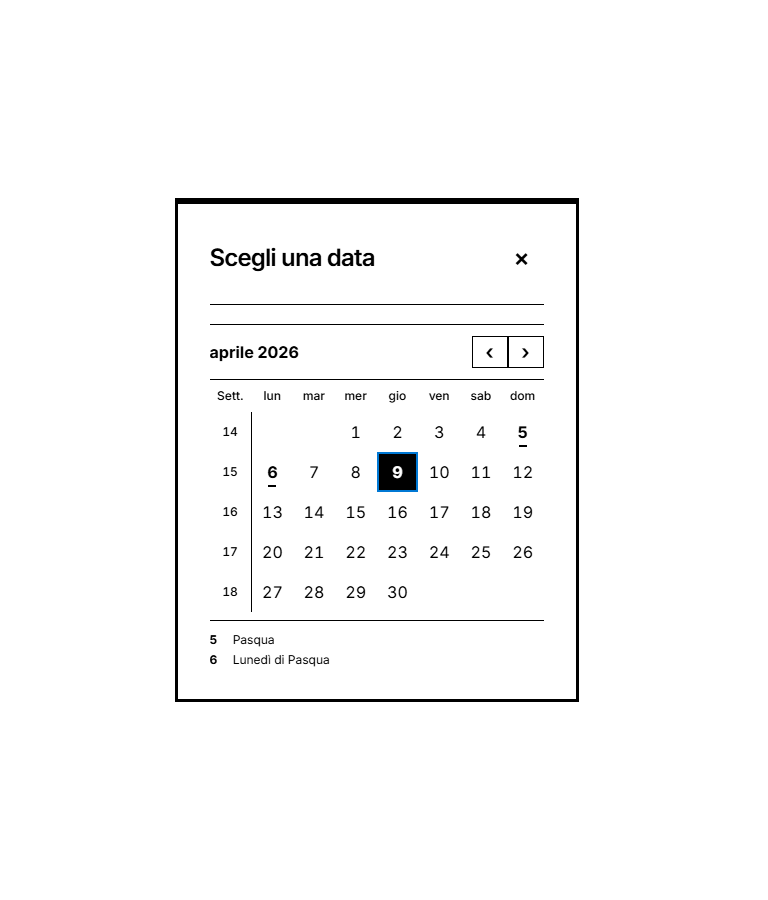 Scegli una data ×
aprile 2026 ‹ ›
Sett. lun mar mer gio ven sab dom
14 1 2 3 4 5
15 6 7 8 9 10 11 12
16 13 14 15 16 17 18 19
17 20 21 22 23 24 25 26
18 27 28 29 30
5 Pasqua
6 Lunedì di Pasqua